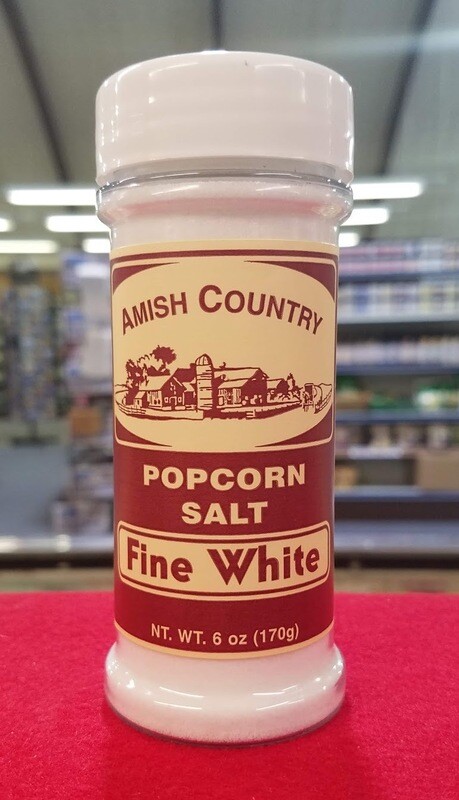 AMISH COUNTRY
POPCORN
SALT
Fine White
NT. WT. 6 oz (170g)